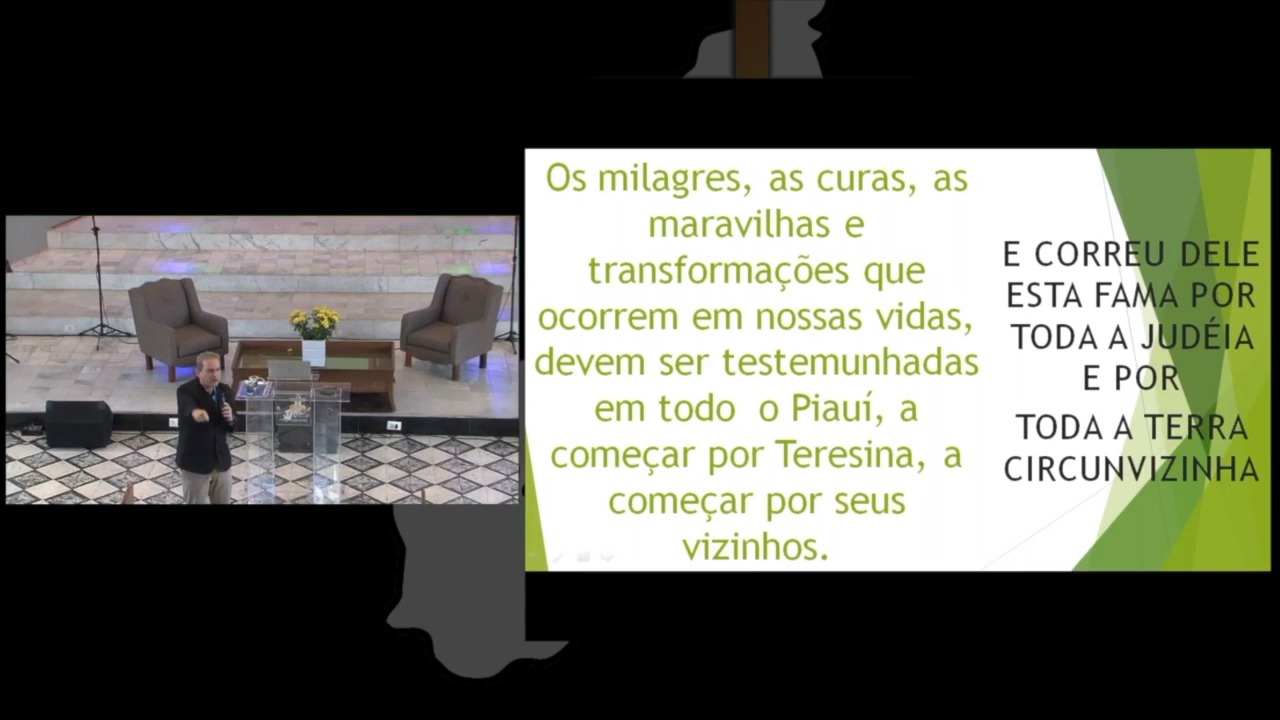 Os milagres, as curas, as
maravilhas e
transformações que
ocorrem em nossas vidas,
devem ser testemunhadas
em todo o Piauí, a
começar por Teresina, a
começar por seus
vizinhos.
E CORREU DELE
ESTA FAMA POR
TODA A JUDÉIA
E POR
TODA A TERRA
CIRCUNVIZINHA